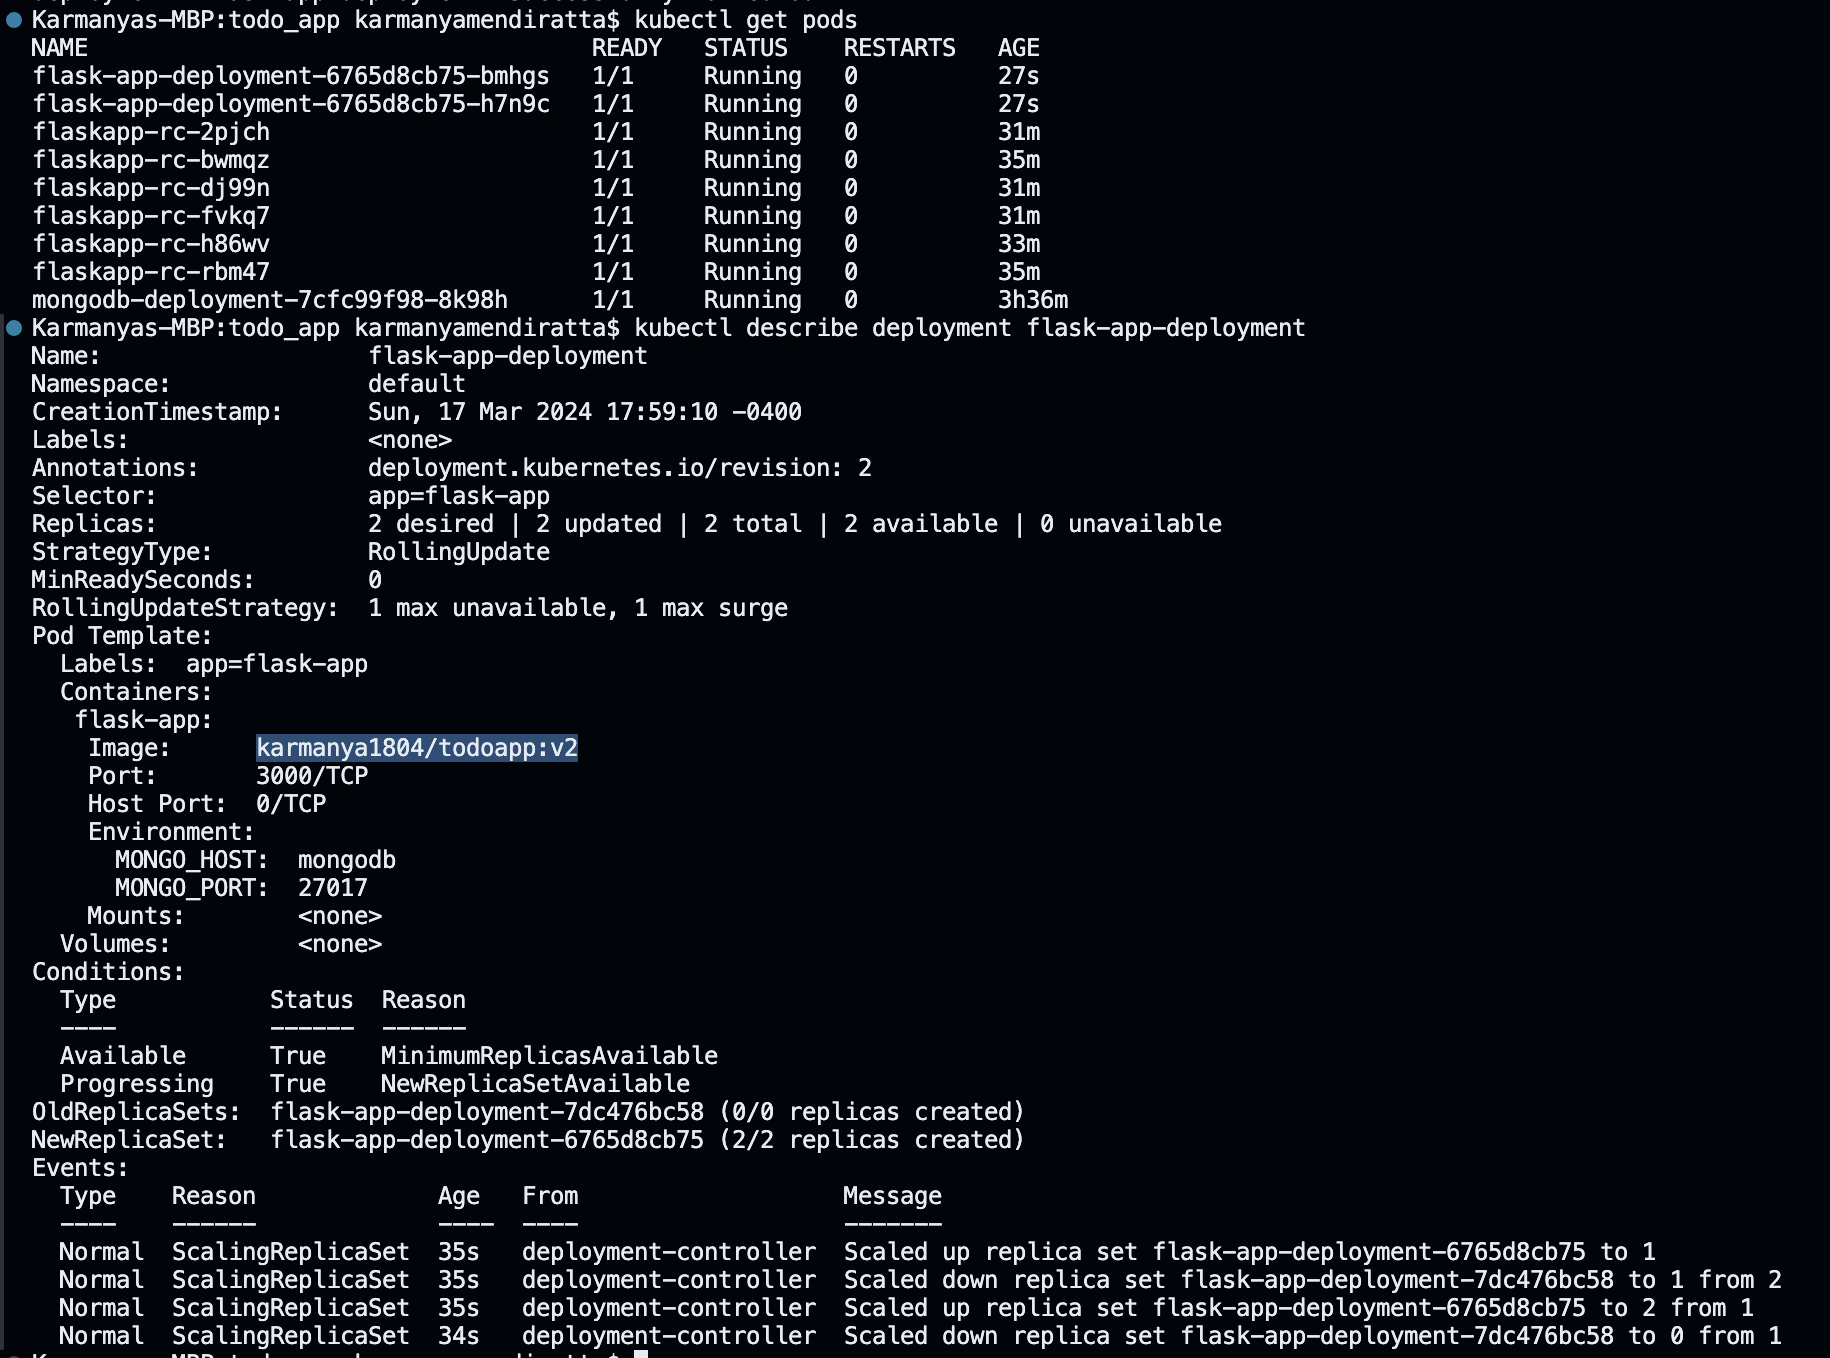 Karmanyas-MBP:todo_app karmanyamendiratta$ kubectl get pods
NAME READY STATUS RESTARTS AGE
flask-app-deployment-6765d8cb75-bmhgs 1/1 Running 0 27s
flask-app-deployment-6765d8cb75-h7n9c 1/1 Running 0 27s
flaskapp-rc-2pjch 1/1 Running 0 31m
flaskapp-rc-bwmqz 1/1 Running 0 35m
flaskapp-rc-dj99n 1/1 Running 0 31m
flaskapp-rc-fvkq7 1/1 Running 0 31m
flaskapp-rc-h86wv 1/1 Running 0 33m
flaskapp-rc-rbm47 1/1 Running 0 35m
mongodb-deployment-7cfc99f98-8k98h 1/1 Running 0 3h36m
Karmanyas-MBP:todo_app karmanyamendiratta$ kubectl describe deployment flask-app-deployment
Name: flask-app-deployment
Namespace: default
CreationTimestamp: Sun, 17 Mar 2024 17:59:10 -0400
Labels: <none>
Annotations: deployment.kubernetes.io/revision: 2
Selector: app=flask-app
Replicas: 2 desired | 2 updated | 2 total | 2 available | 0 unavailable
StrategyType: RollingUpdate
MinReadySeconds: 0
RollingUpdateStrategy: 1 max unavailable, 1 max surge
Pod Template:
Labels: app=flask-app
Containers:
flask-app:
Image: karmanya1804/todoapp:v2
Port: 3000/TCP
Host Port: 0/TCP
Environment:
MONGO_HOST: mongodb
MONGO_PORT: 27017
Mounts: <none>
Volumes: <none>
Conditions:
Type Status Reason
---- ------ ------
Available True MinimumReplicasAvailable
Progressing True NewReplicaSetAvailable
OldReplicaSets: flask-app-deployment-7dc476bc58 (0/0 replicas created)
NewReplicaSet: flask-app-deployment-6765d8cb75 (2/2 replicas created)
Events:
Type Reason Age From Message
---- ------ ---- ---- -------
Normal ScalingReplicaSet 35s deployment-controller Scaled up replica set flask-app-deployment-6765d8cb75 to 1
Normal ScalingReplicaSet 35s deployment-controller Scaled down replica set flask-app-deployment-7dc476bc58 to 1 from 2
Normal ScalingReplicaSet 35s deployment-controller Scaled up replica set flask-app-deployment-6765d8cb75 to 2 from 1
Normal ScalingReplicaSet 34s deployment-controller Scaled down replica set flask-app-deployment-7dc476bc58 to 0 from 1